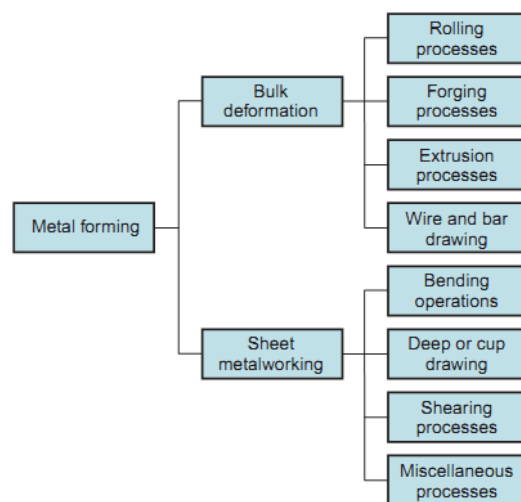 Metal forming
Bulk
deformation
Rolling
processes
Forging
processes
Extrusion
processes
Wire and bar
drawing
Sheet
metalworking
Bending
operations
Deep or cup
drawing
Shearing
processes
Miscellaneous
processes